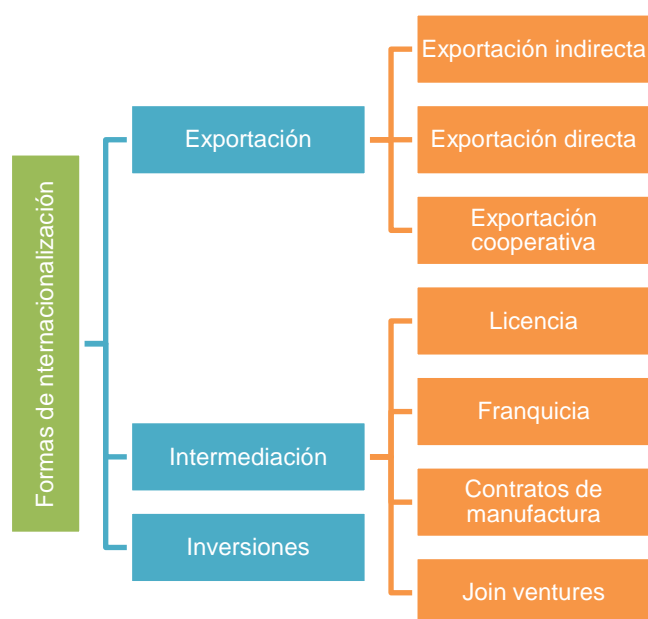 Formas de nternacionalización
Exportación
Exportación indirecta
Exportación directa
Exportación
cooperativa
Intermediación
Licencia
Franquicia
Contratos de
manufactura
Join ventures
Inversiones